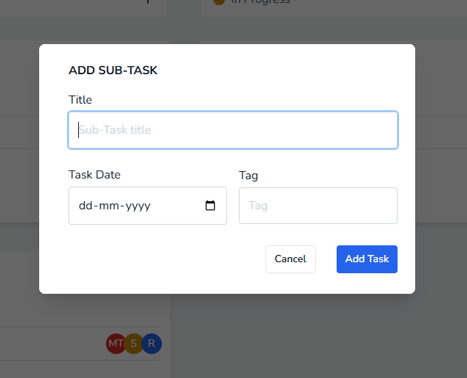 In Progress
ADD SUB-TASK
Title
Sub-Task title
Task Date
Tag
dd-mm-yyyy
Tag
Cancel
Add Task
MT
S
R